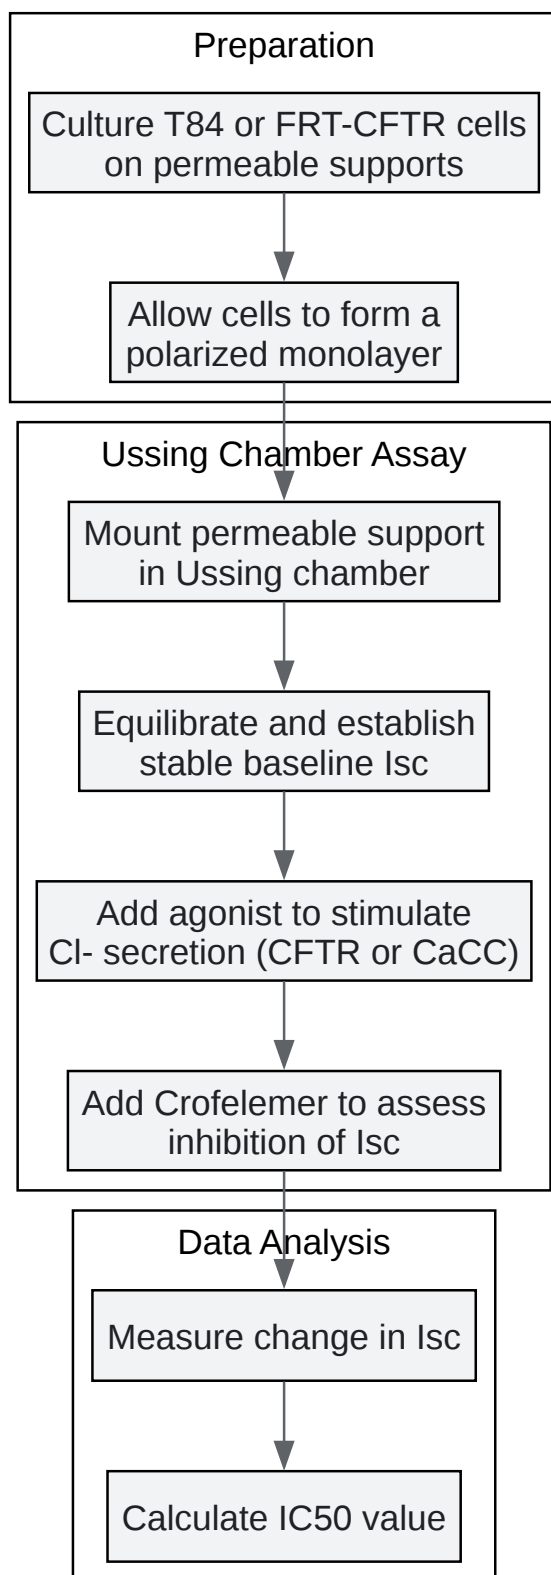 Preparation
Culture T84 or FRT-CFTR cells
on permeable supports
Allow cells to form a
polarized monolayer
Ussing Chamber Assay
Mount permeable support
in Ussing chamber
Equilibrate and establish
stable baseline Isc
Add agonist to stimulate
Cl- secretion (CFTR or CaCC)
Add Crofelemer to assess
inhibition of Isc
Data Analysis
Measure change in Isc
Calculate IC50 value